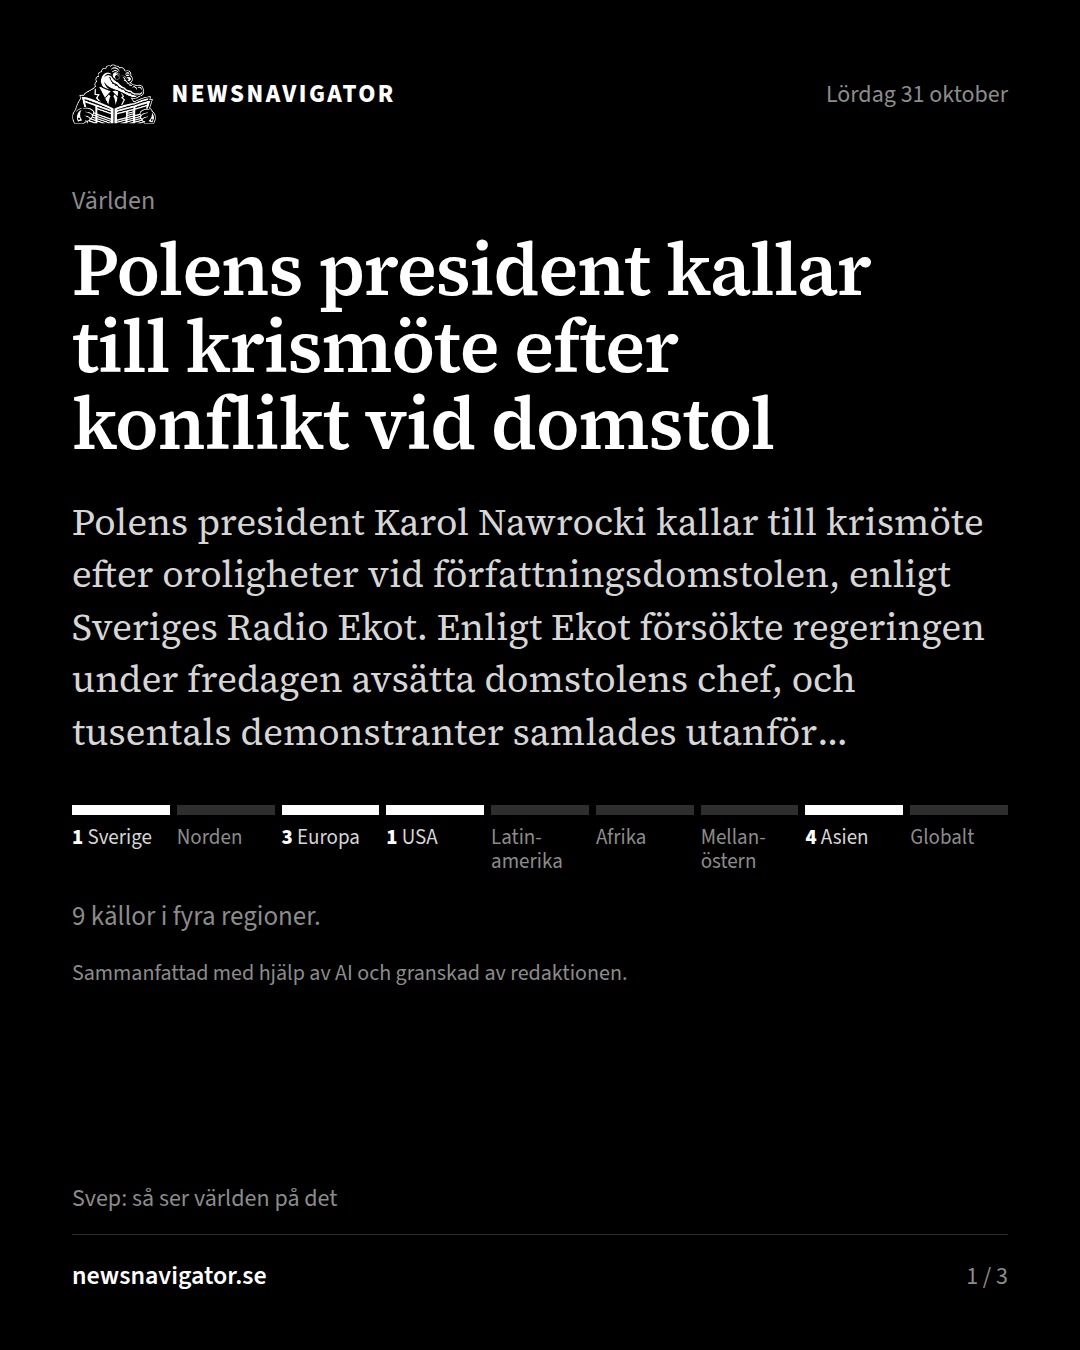 NEWSNAVIGATOR
Lördag 31 oktober
Världen
Polens president kallar
till krismöte efter
konflikt vid domstol
Polens president Karol Nawrocki kallar till krismöte
efter oroligheter vid författningsdomstolen, enligt
Sveriges Radio Ekot. Enligt Ekot försökte regeringen
under fredagen avsätta domstolens chef, och
tusentals demonstranter samlades utanför...
1 Sverige
Norden
3 Europa
1 USA
Latin-
amerika
Afrika
Mellan-
östern
4 Asien
Globalt
9 källor i fyra regioner.
Sammanfattad med hjälp av AI och granskad av redaktionen.
Svep: så ser världen på det
newsnavigator.se
1 / 3